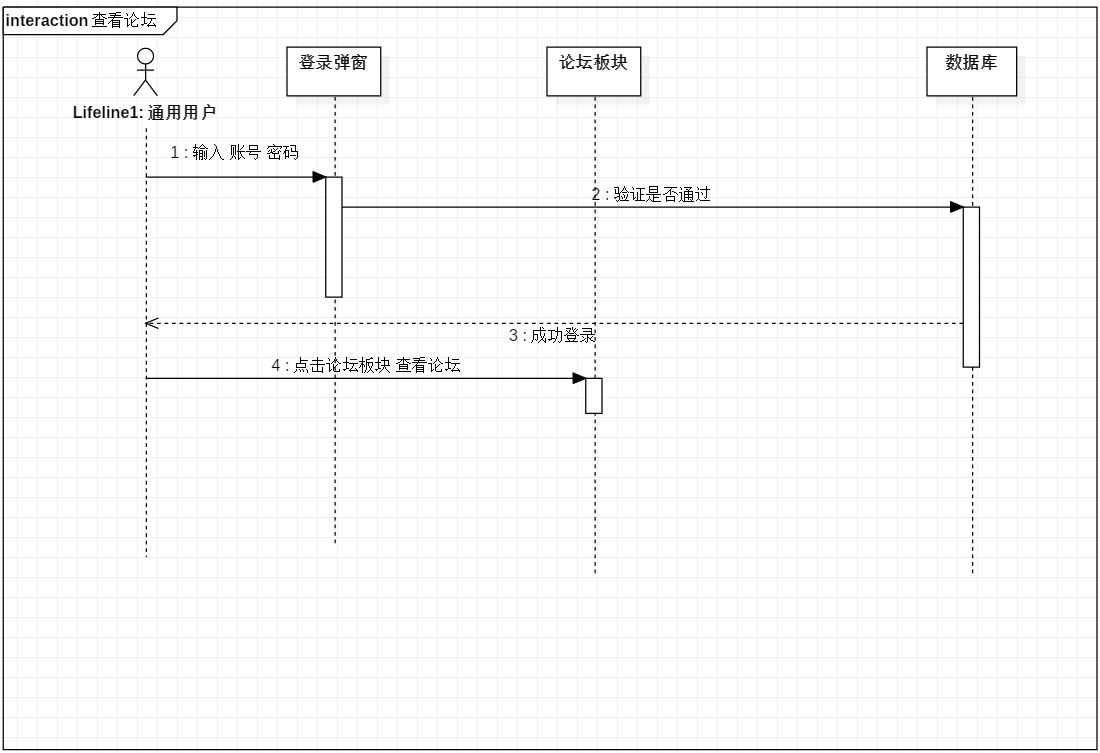 interaction 查看论坛
登录弹窗
论坛板块
数据库
Lifeline1: 通用用户
1 : 输入 账号 密码
2 : 验证是否通过
3 : 成功登录
4 : 点击论坛板块 查看论坛